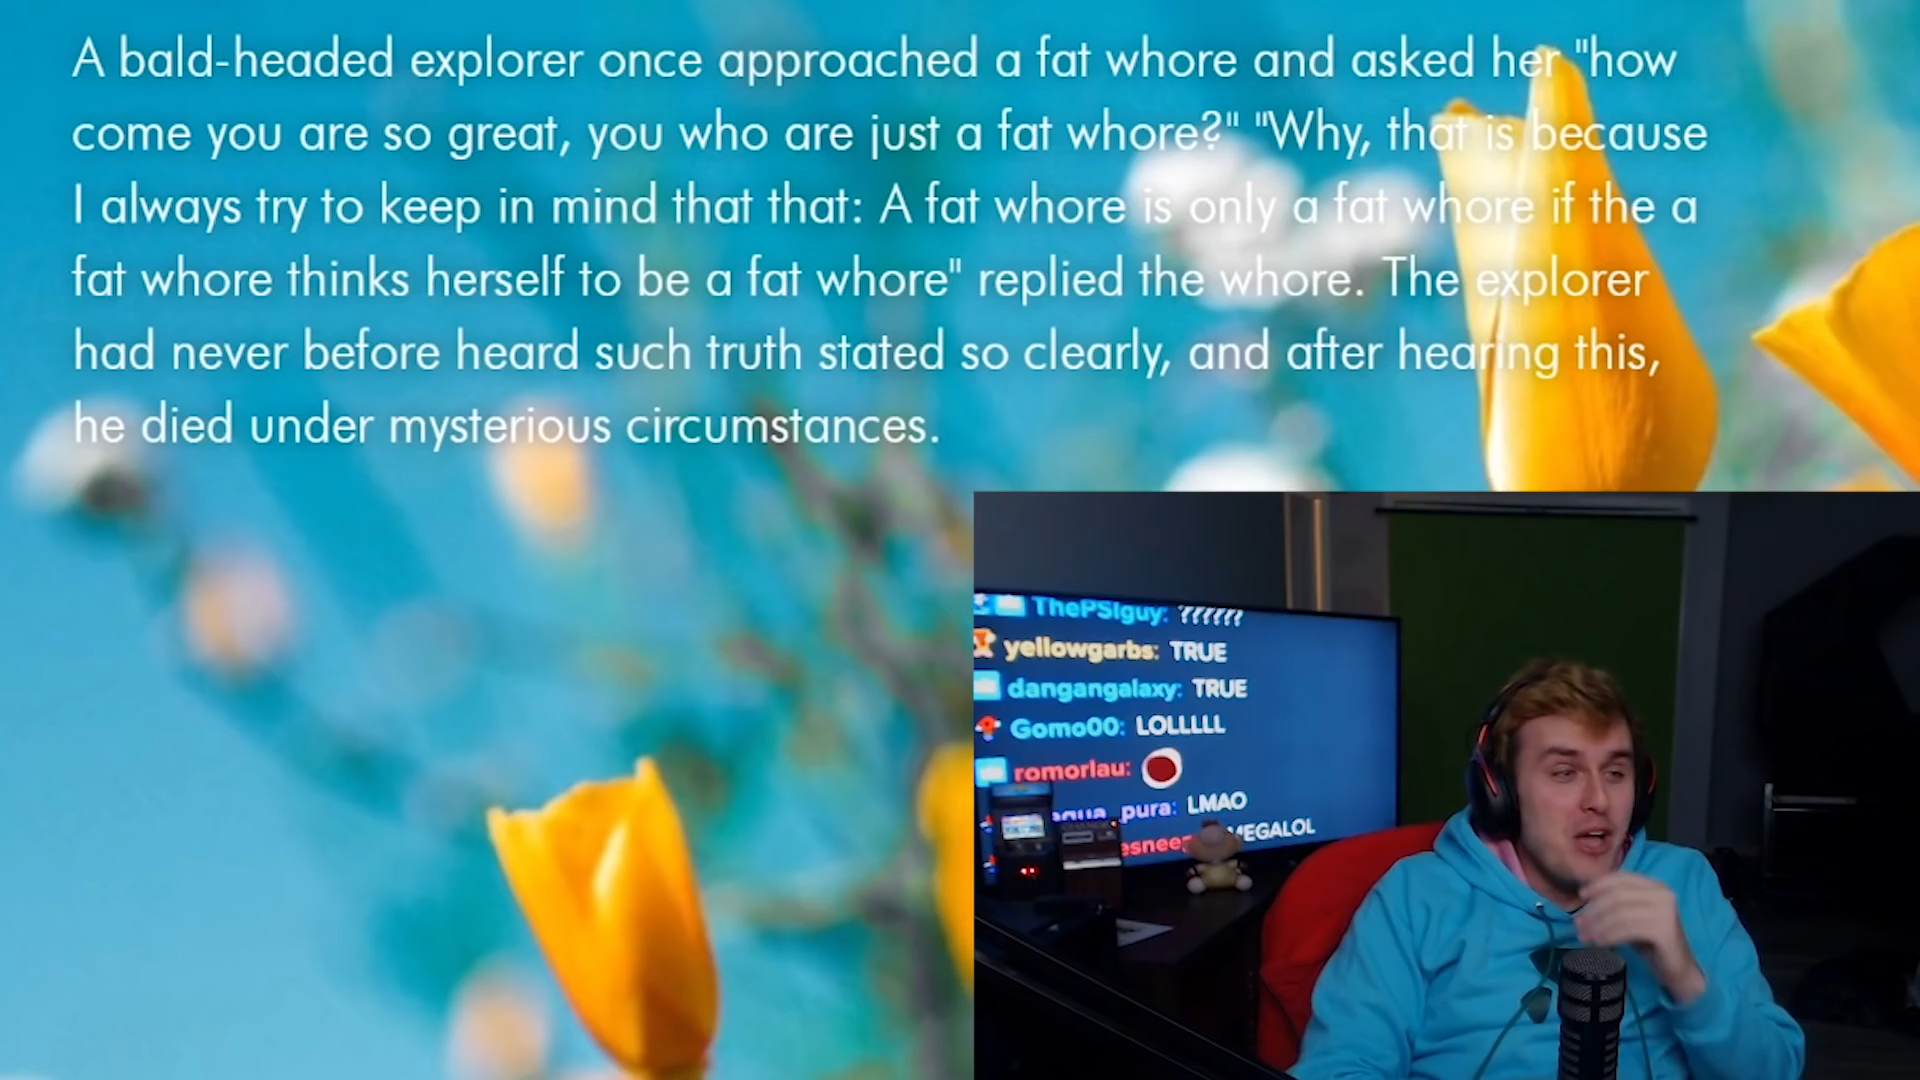 A bald-headed explorer once approached a fat whore and asked her "how
come you are so great, you who are just a fat whore?" "Why, that is because
I always try to keep in mind that that: A fat whore is only a fat whore if the a
fat whore thinks herself to be a fat whore" replied the whore. The explorer
had never before heard such truth stated so clearly, and after hearing this,
he died under mysterious circumstances.
ThePSIguy: ??????
yellowgarbs: TRUE
dangangalaxy: TRUE
Gomo00: LOLLLLL
romorlau:
pura: LMAO
MEGALOL